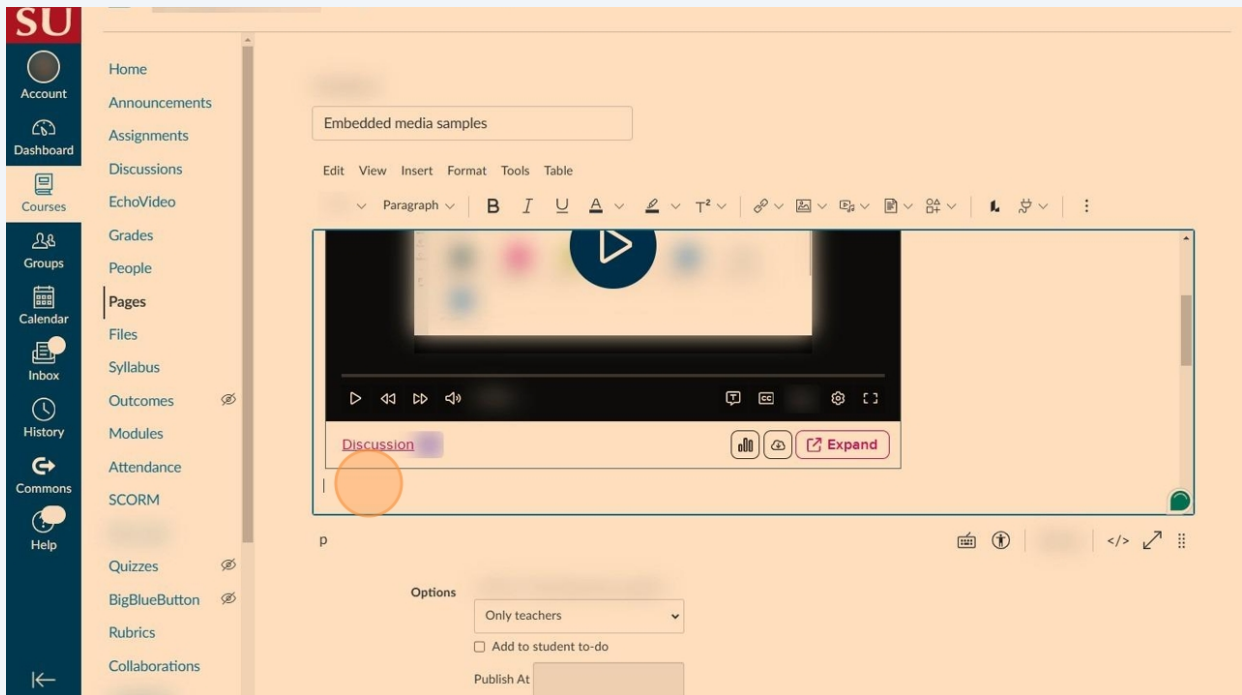 SU
Account
Dashboard
Courses
Groups
Calendar
Inbox
History
Commons
Help
Home
Announcements
Assignments
Discussions
EchoVideo
Grades
People
Pages
Files
Syllabus
Outcomes
Modules
Attendance
SCORM
Quizzes
BigBlueButton
Rubrics
Collaborations
Embedded media samples
Edit View Insert Format Tools Table
Paragraph B I U A T²
CC
Discussion Expand
p </>
Options
Only teachers
Add to student to-do
Publish At